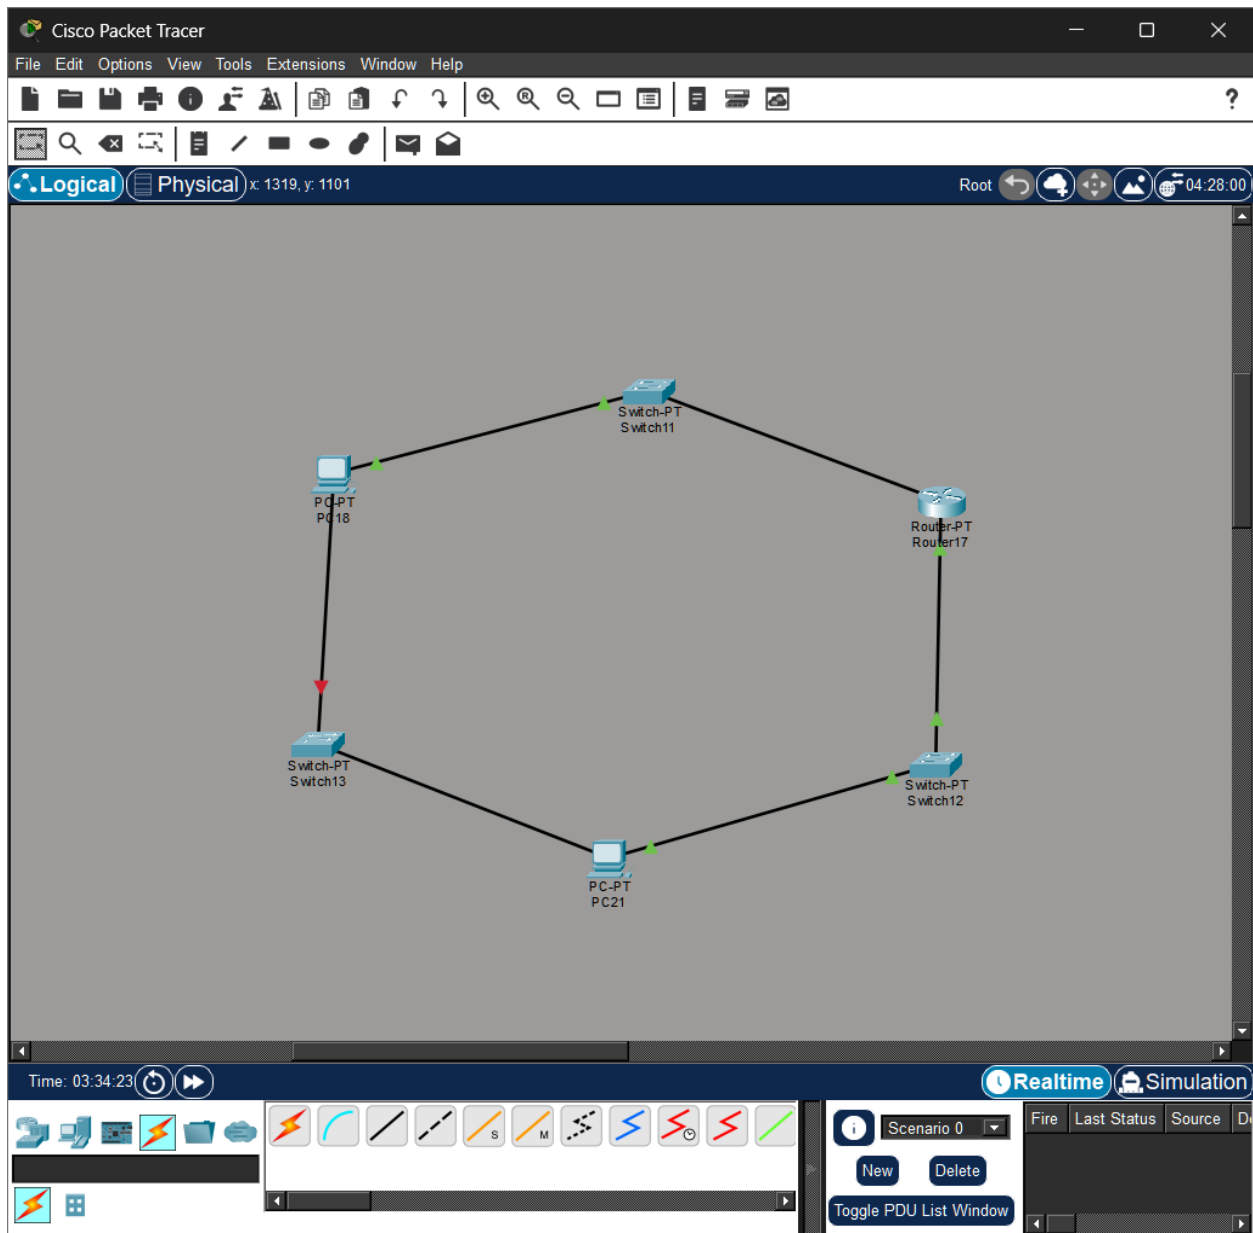 Cisco Packet Tracer
File Edit Options View Tools Extensions Window Help
?
Logical Physical x: 1319, y: 1101 Root 04:28:00
Switch-PT
Switch11
PC-PT
PC18
Router-PT
Router17
Switch-PT
Switch13
Switch-PT
Switch12
PC-PT
PC21
Time: 03:34:23 Realtime Simulation
S M
Scenario 0
New Delete
Toggle PDU List Window
Fire Last Status Source De